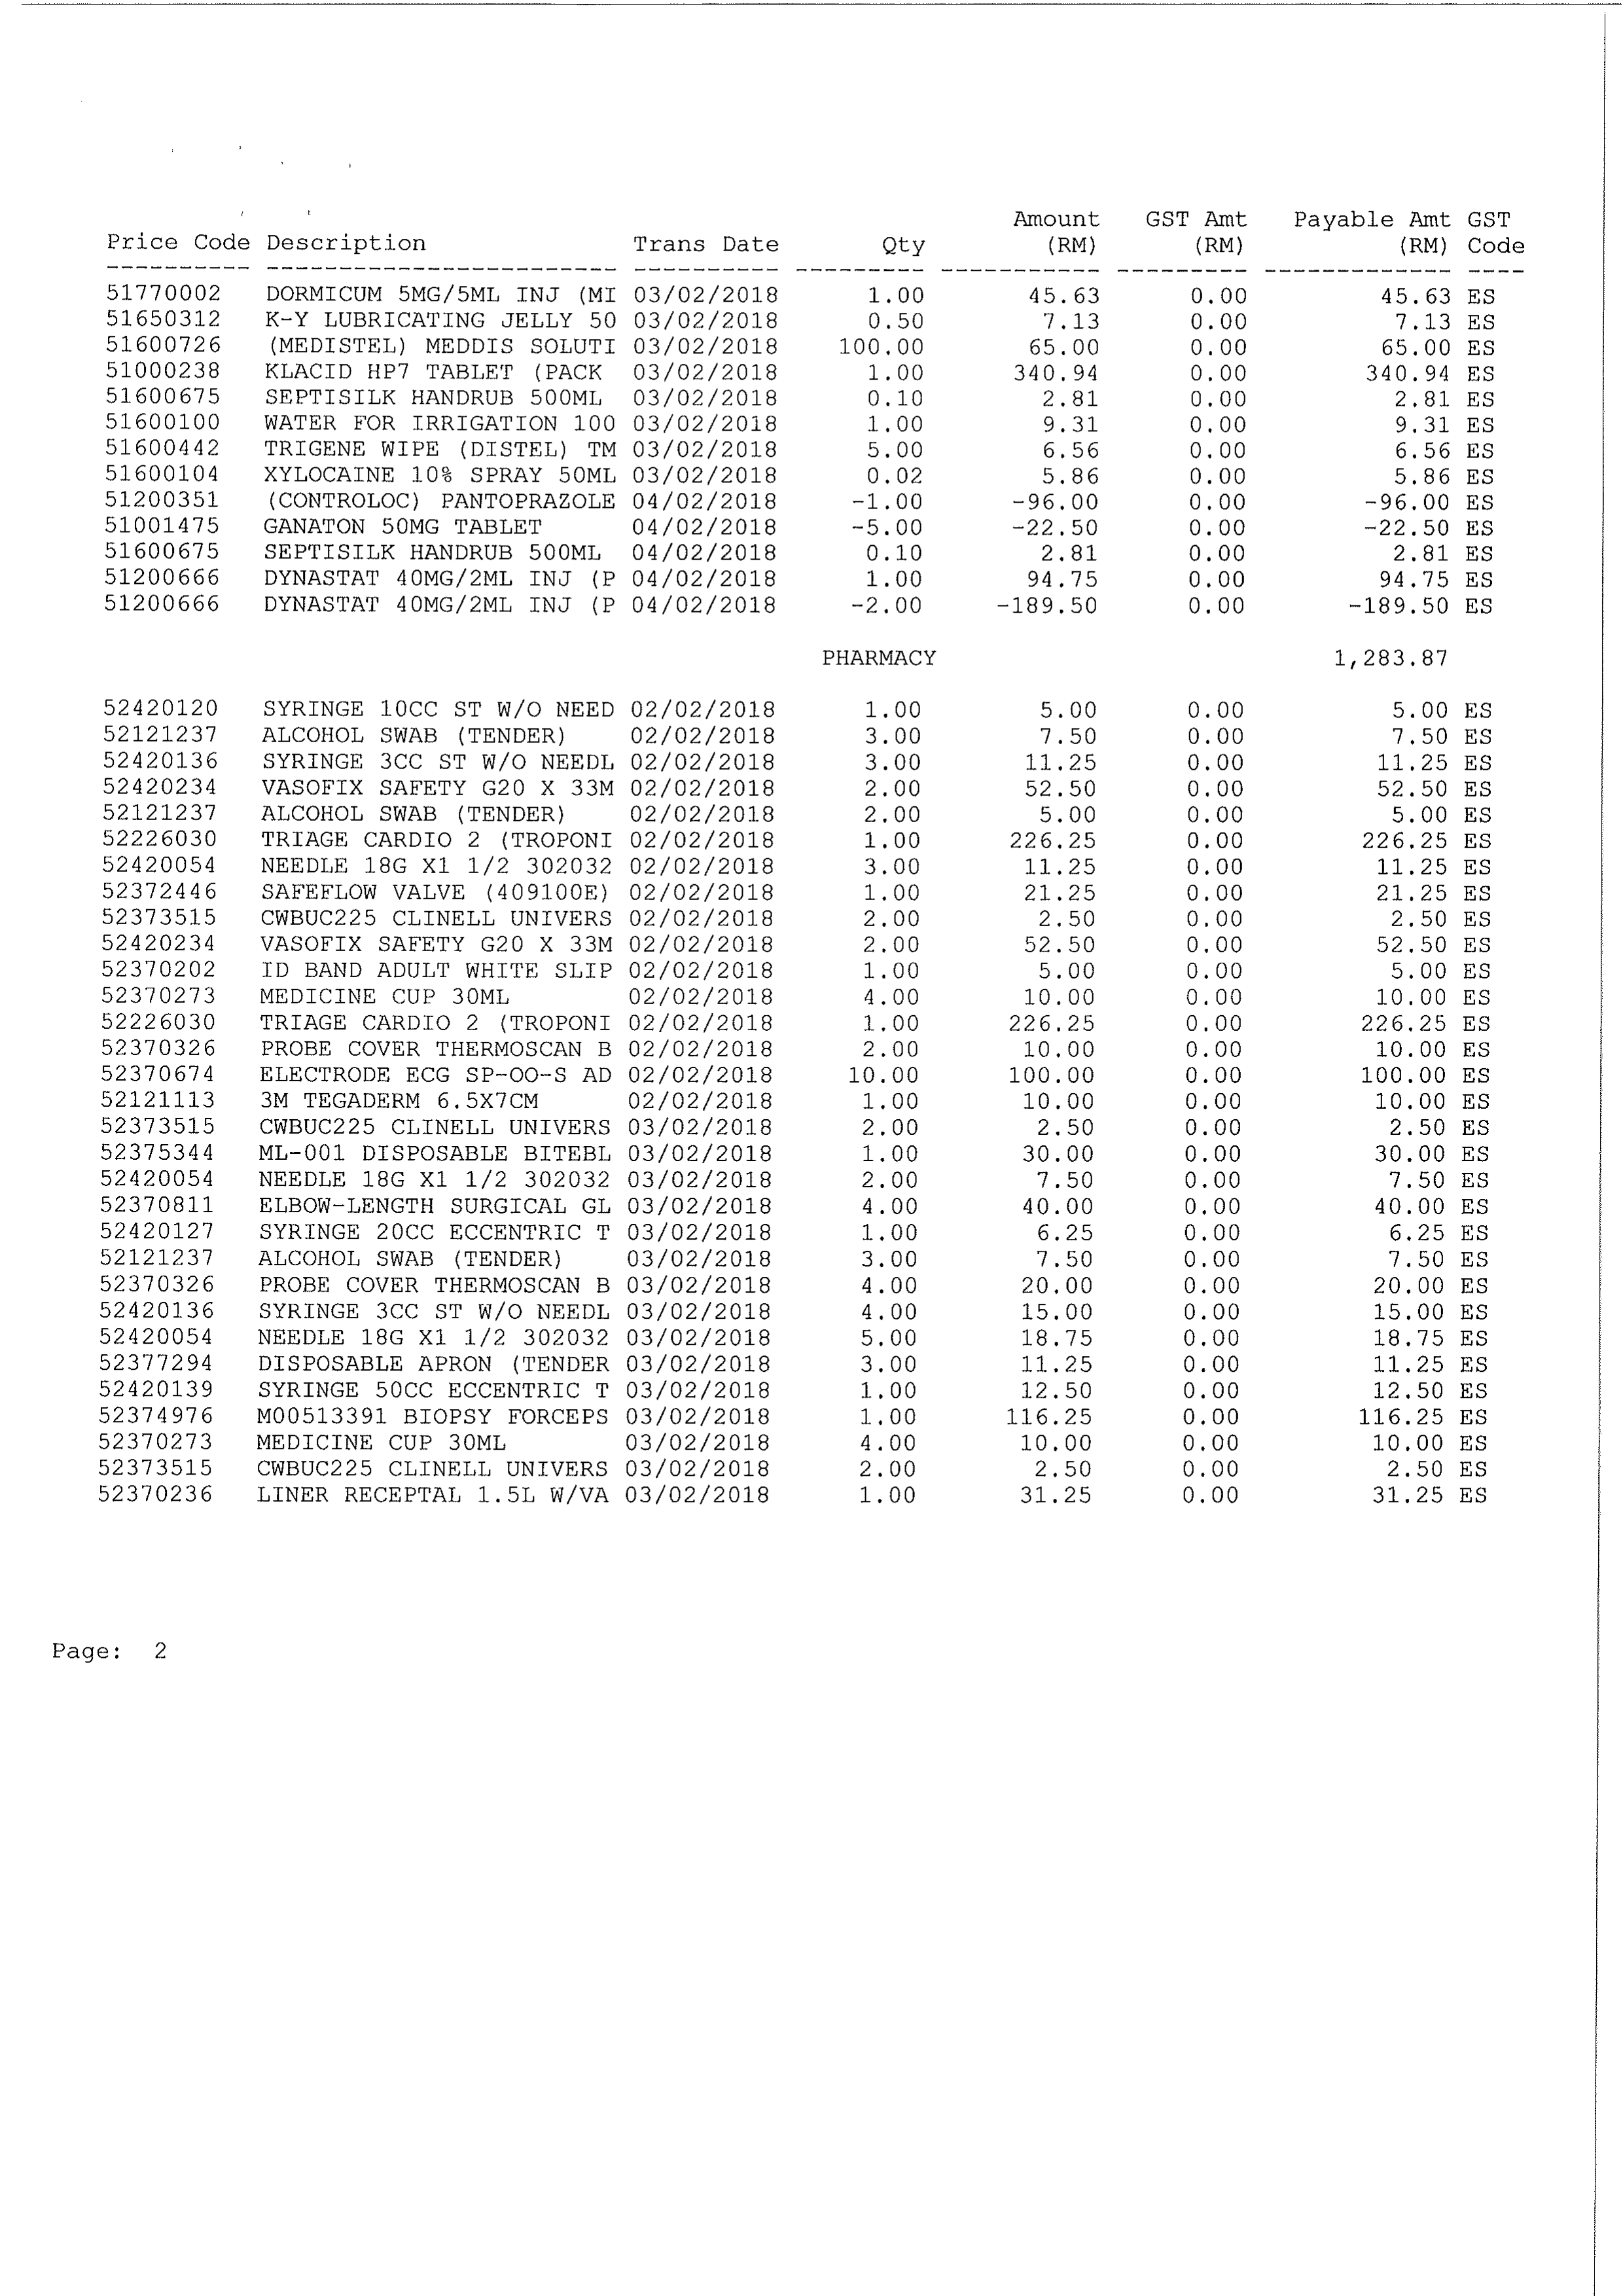 Amount GST Amt Payable Amt GST
Price Code Description Trans Date Qty (RM) (RM) (RM) Code
---------- ------------------------ ---------- --------- ----------- --------- ------------- ----
51770002 DORMICUM 5MG/5ML INJ (MI 03/02/2018 1.00 45.63 0.00 45.63 ES
51650312 K-Y LUBRICATING JELLY 50 03/02/2018 0.50 7.13 0.00 7.13 ES
51600726 (MEDISTEL) MEDDIS SOLUTI 03/02/2018 100.00 65.00 0.00 65.00 ES
51000238 KLACID HP7 TABLET (PACK 03/02/2018 1.00 340.94 0.00 340.94 ES
51600675 SEPTISILK HANDRUB 500ML 03/02/2018 0.10 2.81 0.00 2.81 ES
51600100 WATER FOR IRRIGATION 100 03/02/2018 1.00 9.31 0.00 9.31 ES
51600442 TRIGENE WIPE (DISTEL) TM 03/02/2018 5.00 6.56 0.00 6.56 ES
51600104 XYLOCAINE 10% SPRAY 50ML 03/02/2018 0.02 5.86 0.00 5.86 ES
51200351 (CONTROLOC) PANTOPRAZOLE 04/02/2018 -1.00 -96.00 0.00 -96.00 ES
51001475 GANATON 50MG TABLET 04/02/2018 -5.00 -22.50 0.00 -22.50 ES
51600675 SEPTISILK HANDRUB 500ML 04/02/2018 0.10 2.81 0.00 2.81 ES
51200666 DYNASTAT 40MG/2ML INJ (P 04/02/2018 1.00 94.75 0.00 94.75 ES
51200666 DYNASTAT 40MG/2ML INJ (P 04/02/2018 -2.00 -189.50 0.00 -189.50 ES
PHARMACY 1,283.87
52420120 SYRINGE 10CC ST W/O NEED 02/02/2018 1.00 5.00 0.00 5.00 ES
52121237 ALCOHOL SWAB (TENDER) 02/02/2018 3.00 7.50 0.00 7.50 ES
52420136 SYRINGE 3CC ST W/O NEEDL 02/02/2018 3.00 11.25 0.00 11.25 ES
52420234 VASOFIX SAFETY G20 X 33M 02/02/2018 2.00 52.50 0.00 52.50 ES
52121237 ALCOHOL SWAB (TENDER) 02/02/2018 2.00 5.00 0.00 5.00 ES
52226030 TRIAGE CARDIO 2 (TROPONI 02/02/2018 1.00 226.25 0.00 226.25 ES
52420054 NEEDLE 18G X1 1/2 302032 02/02/2018 3.00 11.25 0.00 11.25 ES
52372446 SAFEFLOW VALVE (409100E) 02/02/2018 1.00 21.25 0.00 21.25 ES
52373515 CWBUC225 CLINELL UNIVERS 02/02/2018 2.00 2.50 0.00 2.50 ES
52420234 VASOFIX SAFETY G20 X 33M 02/02/2018 2.00 52.50 0.00 52.50 ES
52370202 ID BAND ADULT WHITE SLIP 02/02/2018 1.00 5.00 0.00 5.00 ES
52370273 MEDICINE CUP 30ML 02/02/2018 4.00 10.00 0.00 10.00 ES
52226030 TRIAGE CARDIO 2 (TROPONI 02/02/2018 1.00 226.25 0.00 226.25 ES
52370326 PROBE COVER THERMOSCAN B 02/02/2018 2.00 10.00 0.00 10.00 ES
52370674 ELECTRODE ECG SP-OO-S AD 02/02/2018 10.00 100.00 0.00 100.00 ES
52121113 3M TEGADERM 6.5X7CM 02/02/2018 1.00 10.00 0.00 10.00 ES
52373515 CWBUC225 CLINELL UNIVERS 03/02/2018 2.00 2.50 0.00 2.50 ES
52375344 ML-001 DISPOSABLE BITEBL 03/02/2018 1.00 30.00 0.00 30.00 ES
52420054 NEEDLE 18G X1 1/2 302032 03/02/2018 2.00 7.50 0.00 7.50 ES
52370811 ELBOW-LENGTH SURGICAL GL 03/02/2018 4.00 40.00 0.00 40.00 ES
52420127 SYRINGE 20CC ECCENTRIC T 03/02/2018 1.00 6.25 0.00 6.25 ES
52121237 ALCOHOL SWAB (TENDER) 03/02/2018 3.00 7.50 0.00 7.50 ES
52370326 PROBE COVER THERMOSCAN B 03/02/2018 4.00 20.00 0.00 20.00 ES
52420136 SYRINGE 3CC ST W/O NEEDL 03/02/2018 4.00 15.00 0.00 15.00 ES
52420054 NEEDLE 18G X1 1/2 302032 03/02/2018 5.00 18.75 0.00 18.75 ES
52377294 DISPOSABLE APRON (TENDER 03/02/2018 3.00 11.25 0.00 11.25 ES
52420139 SYRINGE 50CC ECCENTRIC T 03/02/2018 1.00 12.50 0.00 12.50 ES
52374976 M00513391 BIOPSY FORCEPS 03/02/2018 1.00 116.25 0.00 116.25 ES
52370273 MEDICINE CUP 30ML 03/02/2018 4.00 10.00 0.00 10.00 ES
52373515 CWBUC225 CLINELL UNIVERS 03/02/2018 2.00 2.50 0.00 2.50 ES
52370236 LINER RECEPTAL 1.5L W/VA 03/02/2018 1.00 31.25 0.00 31.25 ES
Page: 2